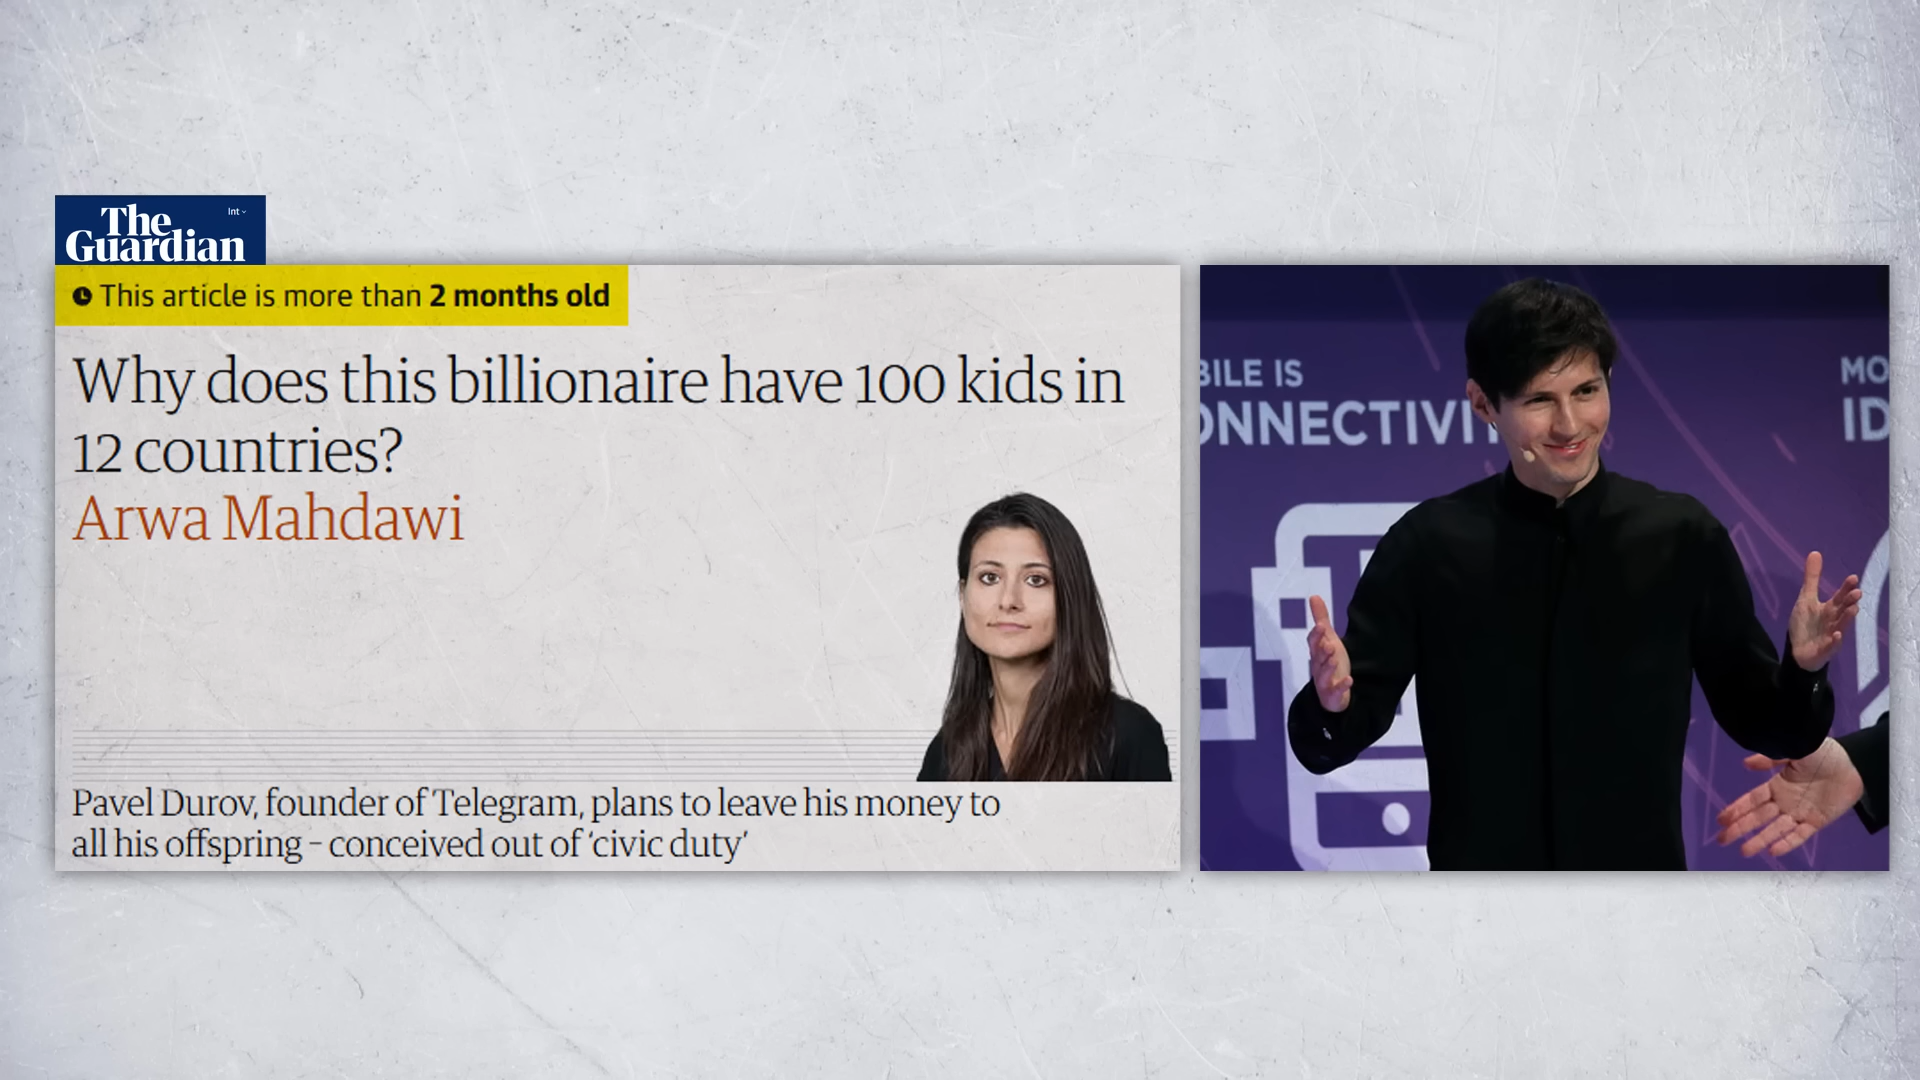 The
Guardian
Int
This article is more than 2 months old
Why does this billionaire have 100 kids in
12 countries?
Arwa Mahdawi
Pavel Durov, founder of Telegram, plans to leave his money to
all his offspring – conceived out of ‘civic duty’
BILE IS
ONNECTIVI
MO
ID